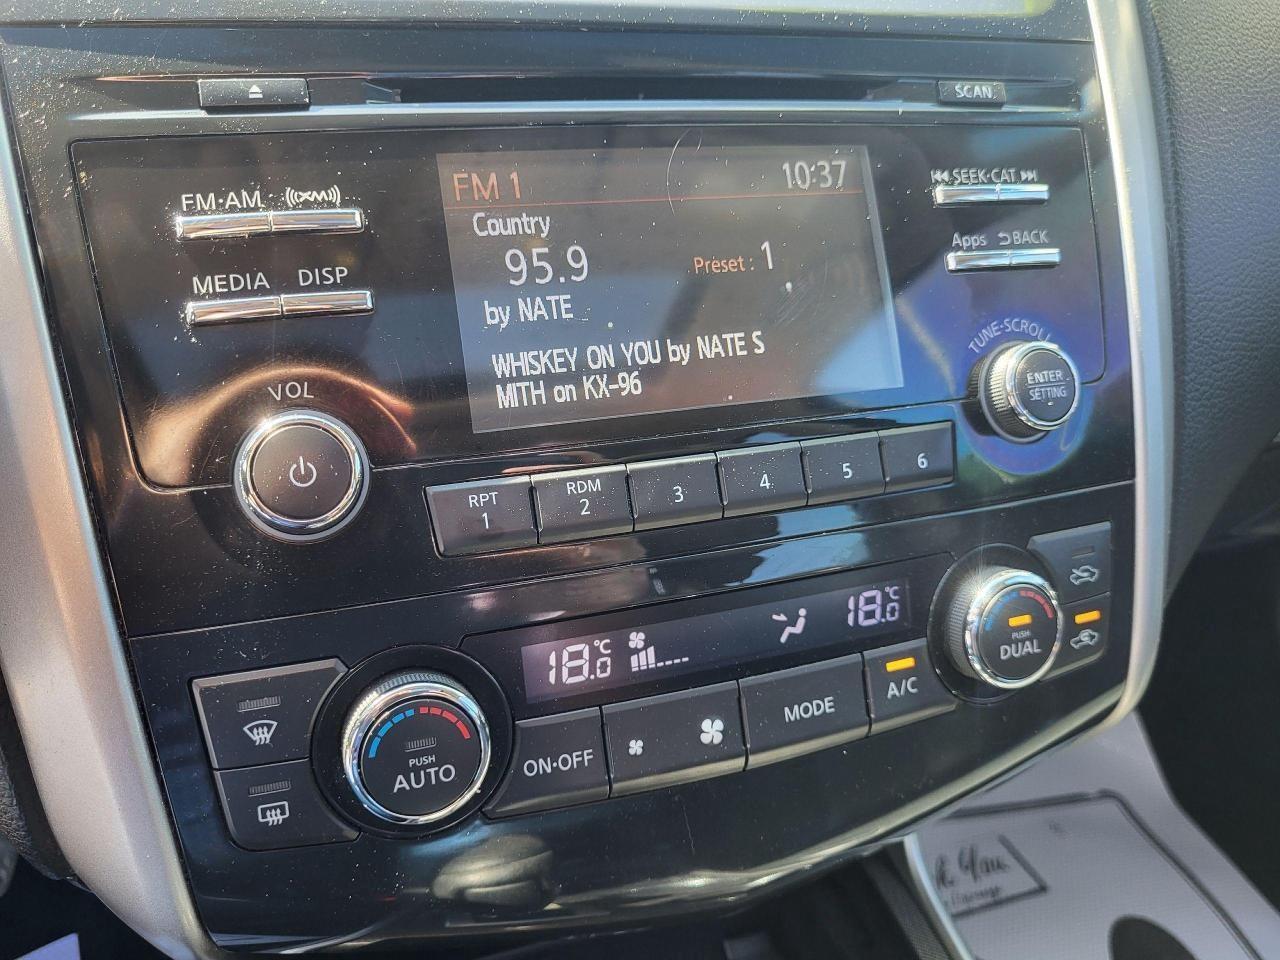 SCAN
FM·AM
((XM))
SEEK·CAT
FM 1
10:37
Country
95.9
Preset : 1
by NATE
WHISKEY ON YOU by NATE S
MITH on KX-96
MEDIA
DISP
Apps
BACK
TUNE·SCROLL
ENTER
SETTING
VOL
RPT
1
RDM
2
3
4
5
6
18.0 °C
18.0 °C
PUSH
DUAL
PUSH
AUTO
ON·OFF
MODE
A/C